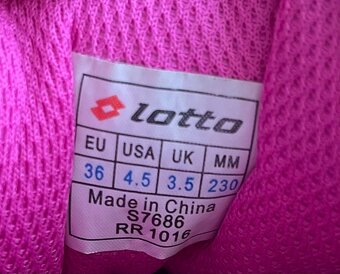 lotto
EU USA UK MM
36 4.5 3.5 230
Made in China
S7686
RR 1016